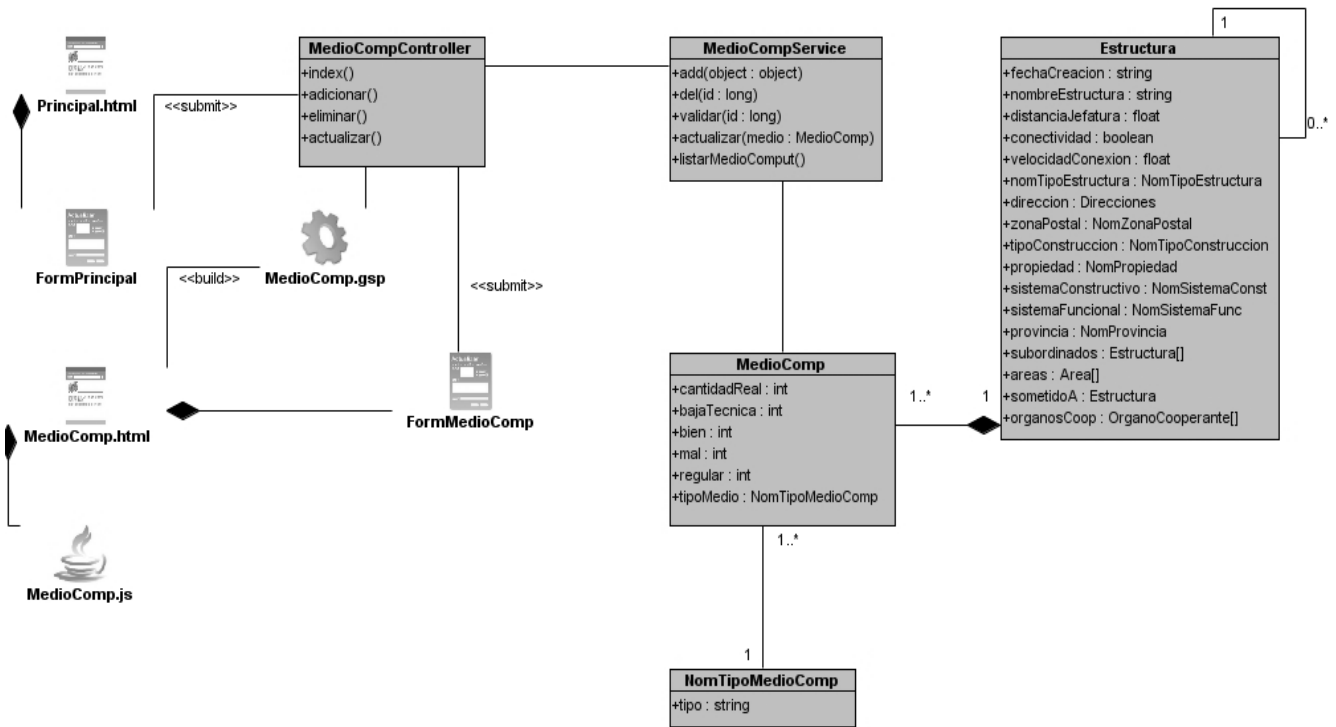 Principal.html
<<submit>>
FormPrincipal
MedioCompController
+index()
+adicionar()
+eliminar()
+actualizar()
MedioCompService
+add(object : object)
+del(id : long)
+validar(id : long)
+actualizar(medio : MedioComp)
+listarMedioComput()
1
Estructura
+fechaCreacion : string
+nombreEstructura : string
+distanciaJefatura : float
+conectividad : boolean
+velocidadConexion : float
+nomTipoEstructura : NomTipoEstructura
+direccion : Direcciones
+zonaPostal : NomZonaPostal
+tipoConstruccion : NomTipoConstruccion
+propiedad : NomPropiedad
+sistemaConstructivo : NomSistemaConst
+sistemaFuncional : NomSistemaFunc
+provincia : NomProvincia
+subordinados : Estructura[]
+areas : Area[]
+sometidoA : Estructura
+organosCoop : OrganoCooperante[]
0..*
<<build>>
MedioComp.gsp
<<submit>>
MedioComp.html
FormMedioComp
MedioComp
+cantidadReal : int
+bajaTecnica : int
+bien : int
+mal : int
+regular : int
+tipoMedio : NomTipoMedioComp
1..*
1
1..*
MedioComp.js
1
NomTipoMedioComp
+tipo : string